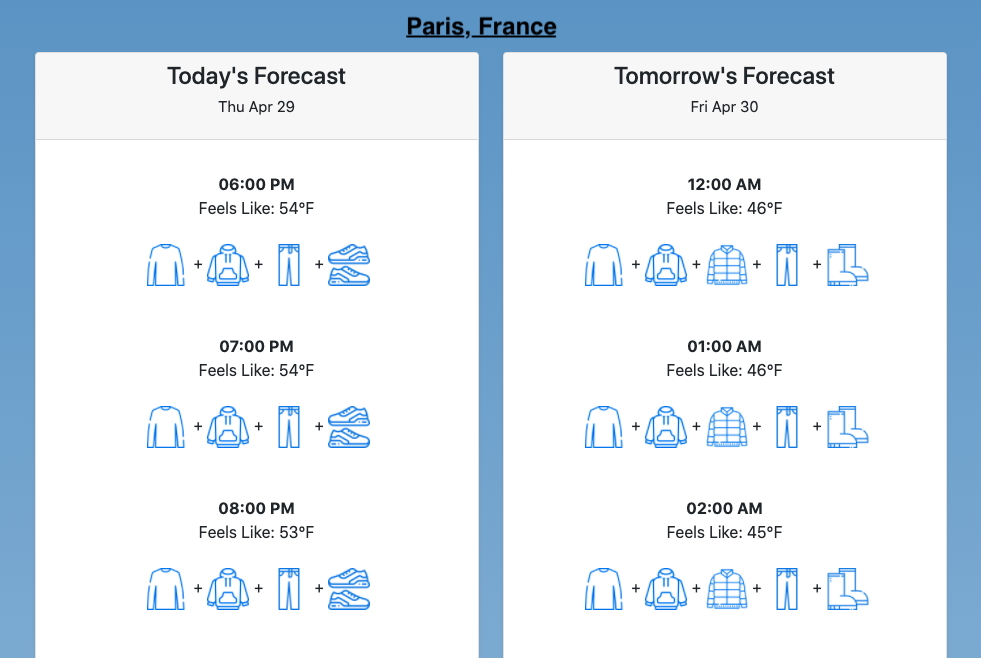 Paris, France
Today's Forecast
Thu Apr 29
06:00 PM
Feels Like: 54°F
+ + +
07:00 PM
Feels Like: 54°F
+ + +
08:00 PM
Feels Like: 53°F
+ + +
Tomorrow's Forecast
Fri Apr 30
12:00 AM
Feels Like: 46°F
+ + + +
01:00 AM
Feels Like: 46°F
+ + + +
02:00 AM
Feels Like: 45°F
+ + + +